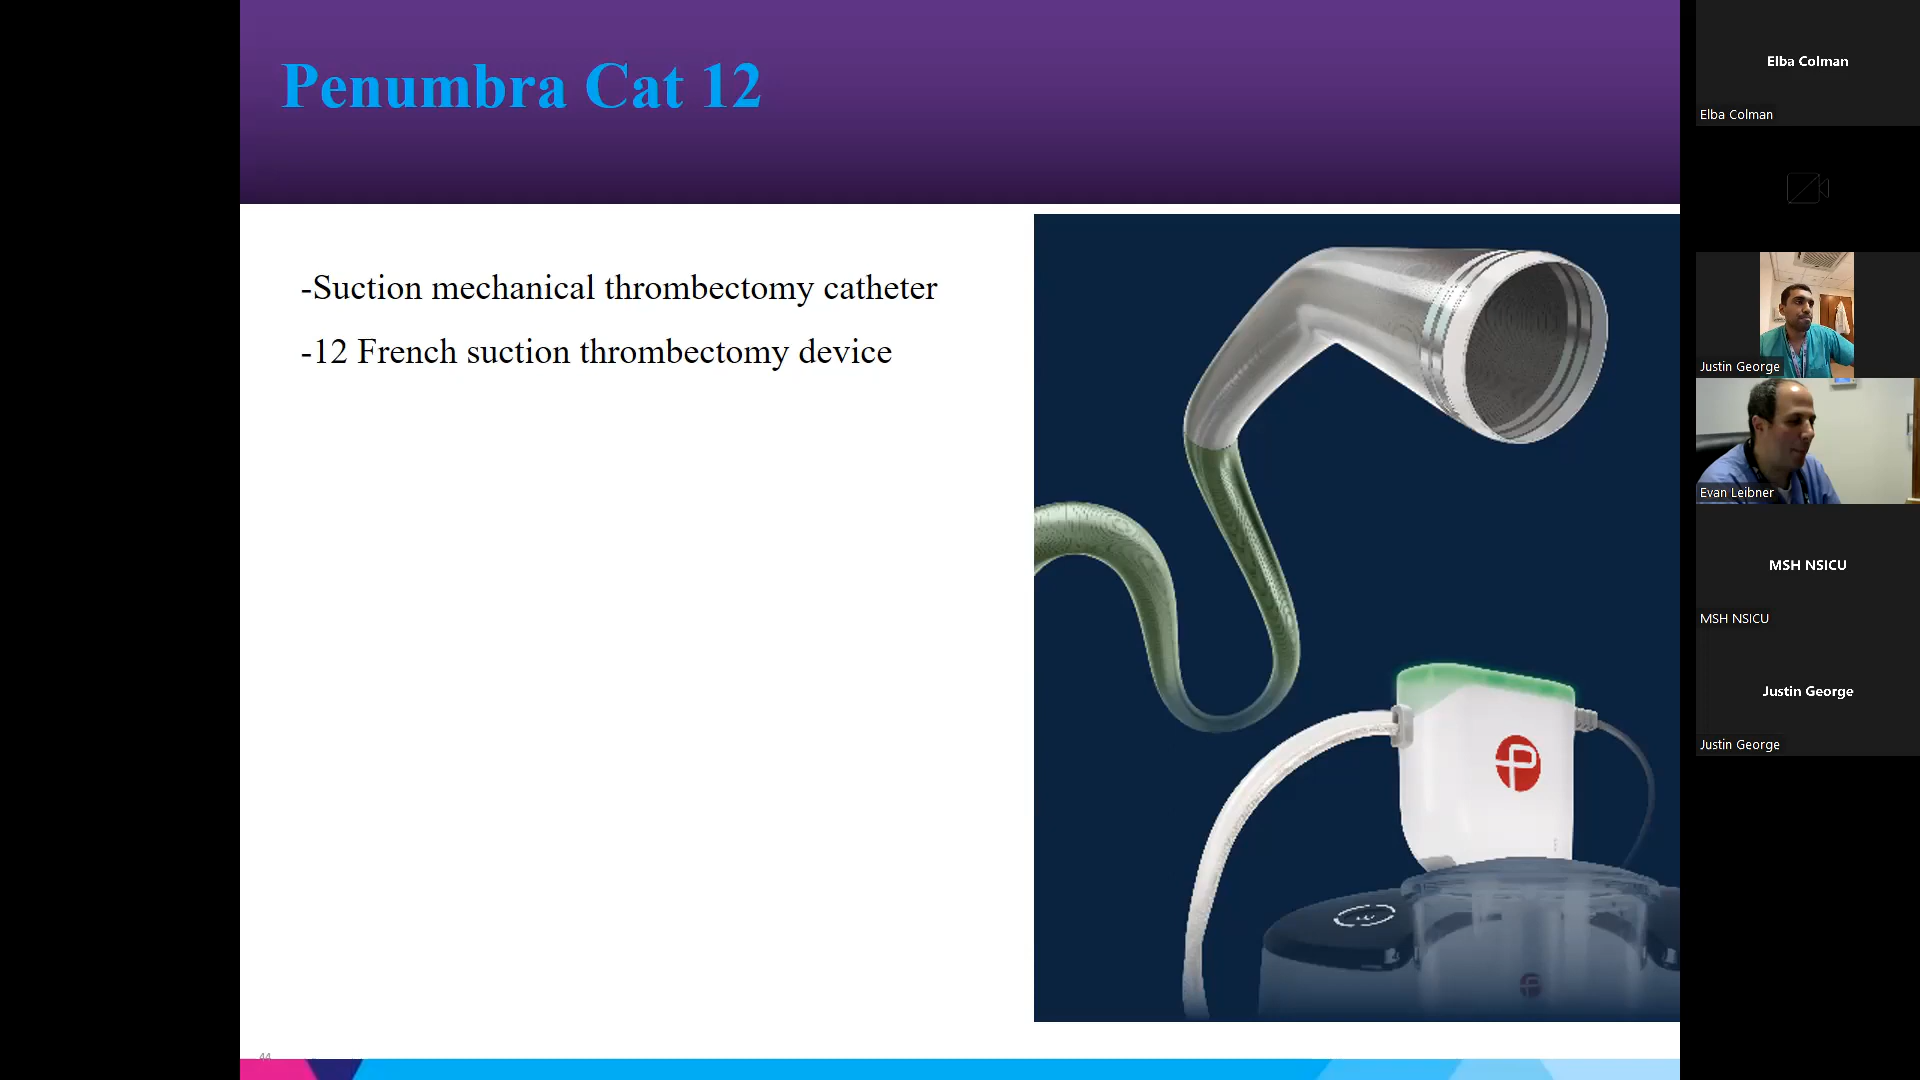 Penumbra Cat 12
-Suction mechanical thrombectomy catheter
-12 French suction thrombectomy device
44
Elba Colman
Elba Colman
Justin George
Evan Leibner
MSH NSICU
MSH NSICU
Justin George
Justin George